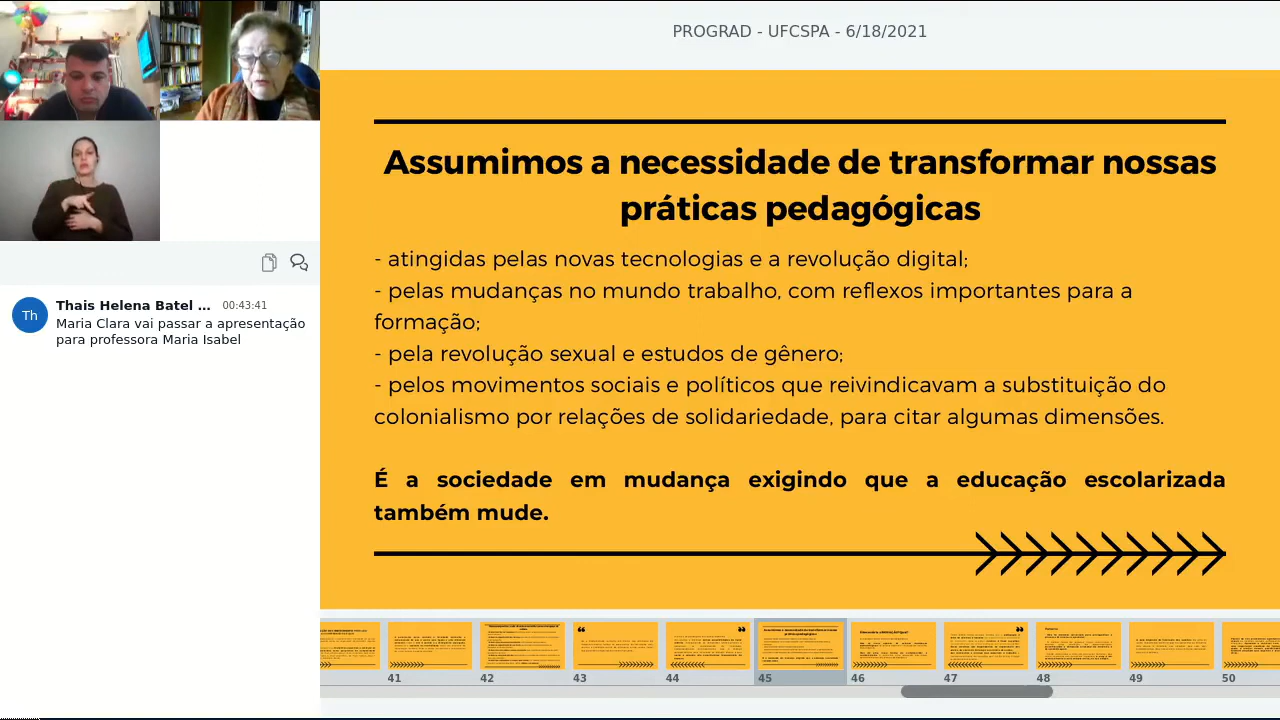 PROGRAD - UFCSPA - 6/18/2021
Assumimos a necessidade de transformar nossas
práticas pedagógicas
- atingidas pelas novas tecnologias e a revolução digital;
- pelas mudanças no mundo trabalho, com reflexos importantes para a
formação;
- pela revolução sexual e estudos de gênero;
- pelos movimentos sociais e políticos que reivindicavam a substituição do
colonialismo por relações de solidariedade, para citar algumas dimensões.
É a sociedade em mudança exigindo que a educação escolarizada
também mude.
Th
Thais Helena Batel ... 00:43:41
Maria Clara vai passar a apresentação
para professora Maria Isabel
41
42
43
44
45
46
47
48
49
50